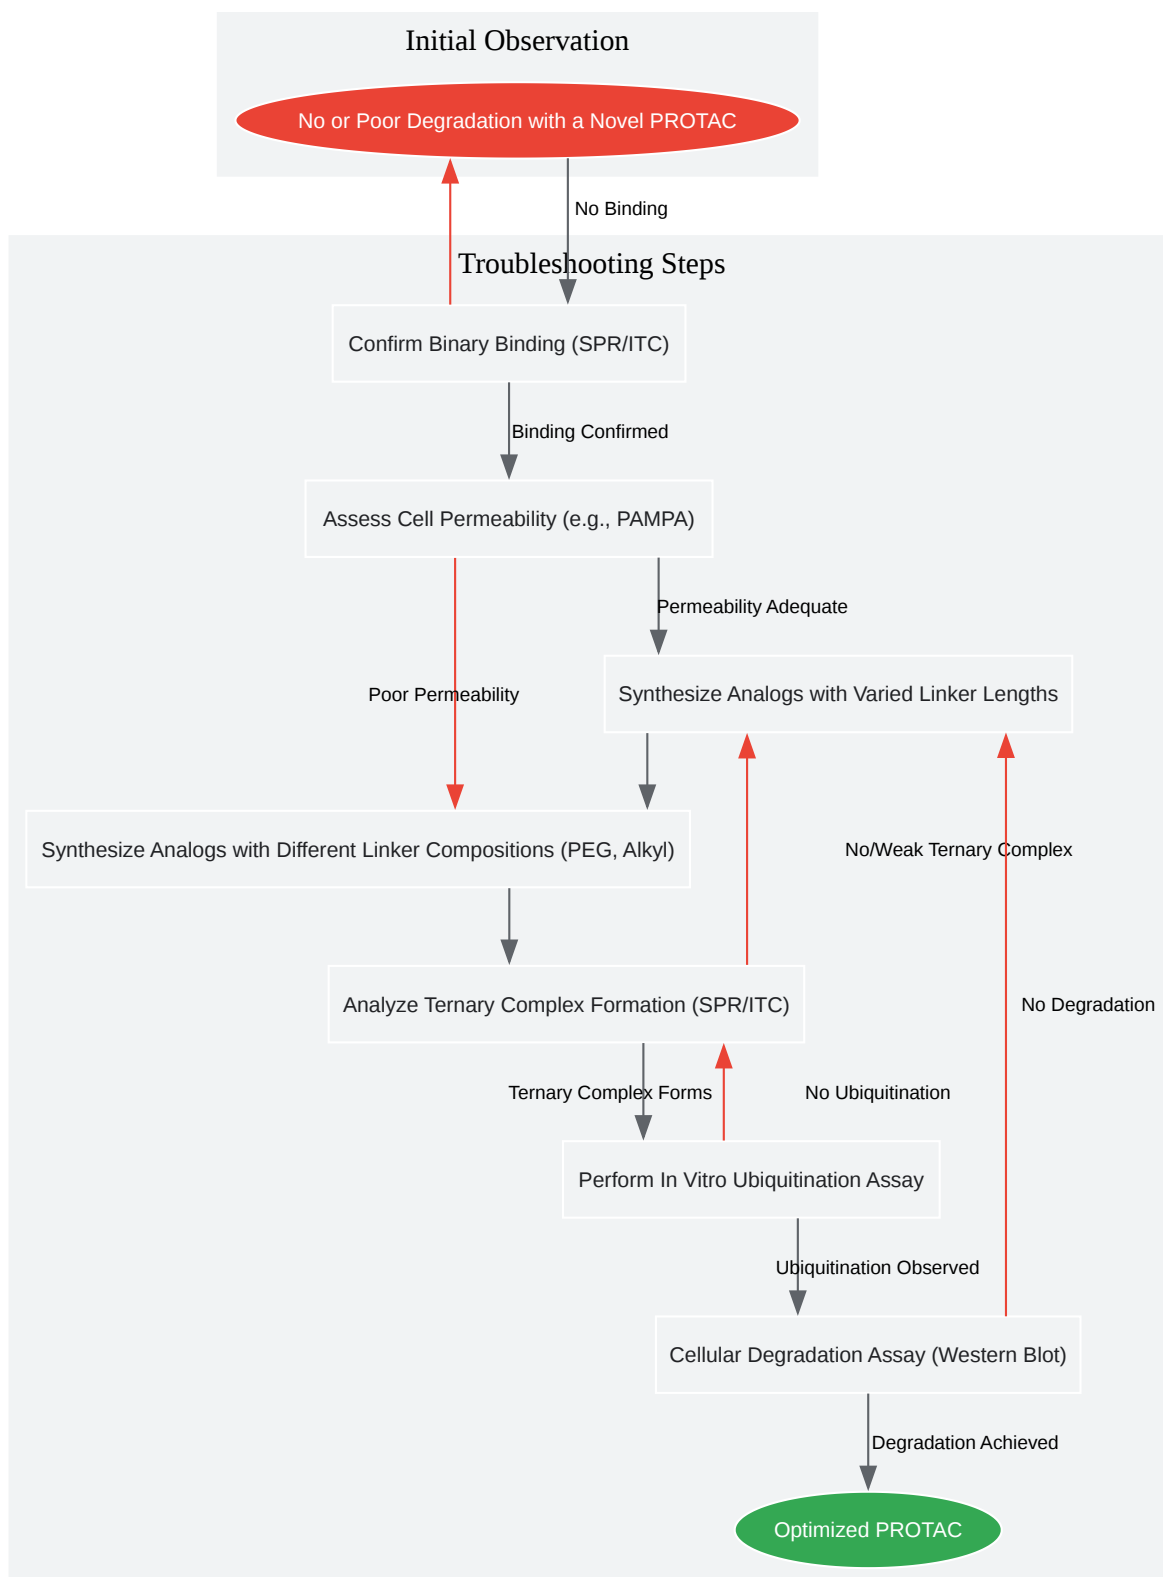 Initial Observation
No or Poor Degradation with a Novel PROTAC
No Binding
Troubleshooting Steps
Confirm Binary Binding (SPR/ITC)
Binding Confirmed
Assess Cell Permeability (e.g., PAMPA)
Permeability Adequate
Poor Permeability
Synthesize Analogs with Varied Linker Lengths
Synthesize Analogs with Different Linker Compositions (PEG, Alkyl)
No/Weak Ternary Complex
Analyze Ternary Complex Formation (SPR/ITC)
No Degradation
Ternary Complex Forms
No Ubiquitination
Perform In Vitro Ubiquitination Assay
Ubiquitination Observed
Cellular Degradation Assay (Western Blot)
Degradation Achieved
Optimized PROTAC